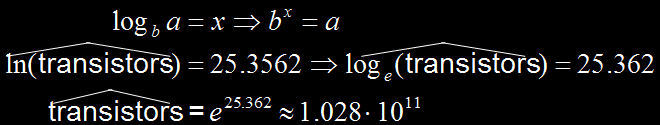 log_b a = x ⇒ b^x = a
ln(transistors) = 25.3562 ⇒ log_e(transistors) = 25.362
transistors = e^25.362 ≈ 1.028 · 10^11